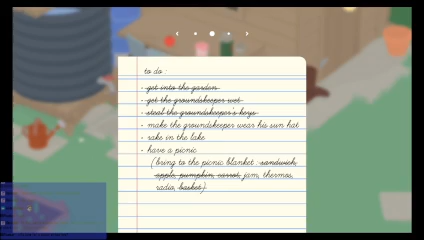 to do:
- get into the garden
- get the groundskeeper wet
- steal the groundskeeper's keys
- make the groundskeeper wear his sun hat
- rake in the lake
- have a picnic
(bring to the picnic blanket: sandwich,
apple, pumpkin, carrot, jam, thermos,
radio, basket)